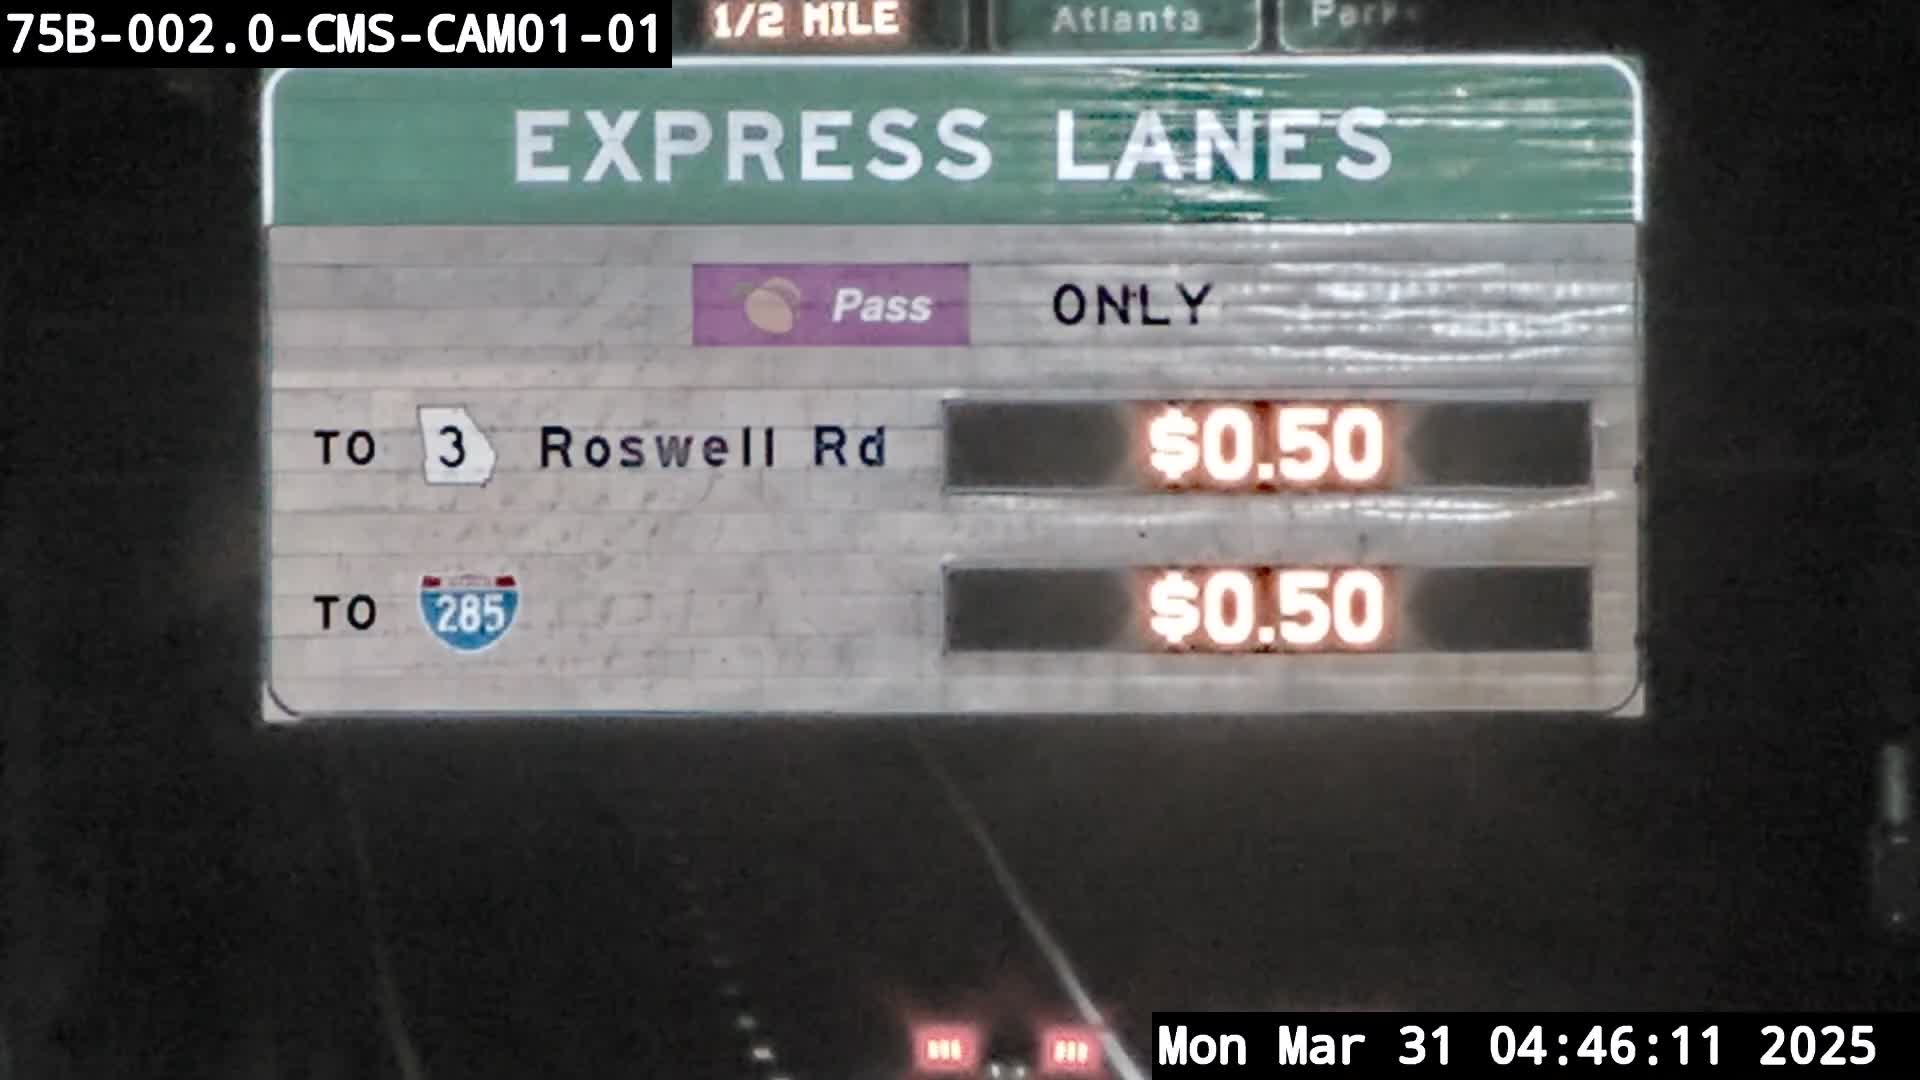 75B-002.0-CMS-CAM01-01
1/2 MILE
Atlanta
EXPRESS LANES
Pass ONLY
TO 3 Roswell Rd $0.50
TO 285 $0.50
Mon Mar 31 04:46:11 2025